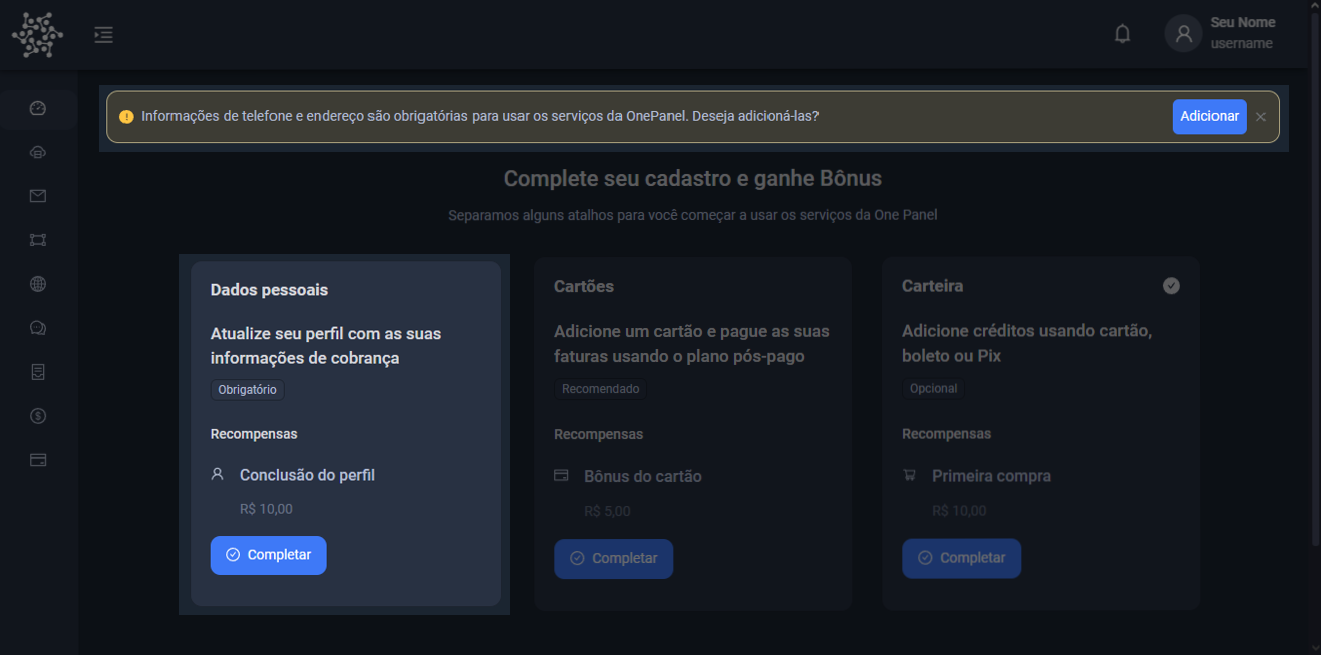 Seu Nome
username
Informações de telefone e endereço são obrigatórias para usar os serviços da OnePanel. Deseja adicioná-las?
Adicionar
Complete seu cadastro e ganhe Bônus
Separamos alguns atalhos para você começar a usar os serviços da One Panel
Dados pessoais
Atualize seu perfil com as suas
informações de cobrança
Obrigatório
Recompensas
Conclusão do perfil
R$ 10,00
Completar
Cartões
Adicione um cartão e pague as suas
faturas usando o plano pós-pago
Recomendado
Recompensas
Bônus do cartão
R$ 5,00
Completar
Carteira
Adicione créditos usando cartão,
boleto ou Pix
Opcional
Recompensas
Primeira compra
R$ 10,00
Completar